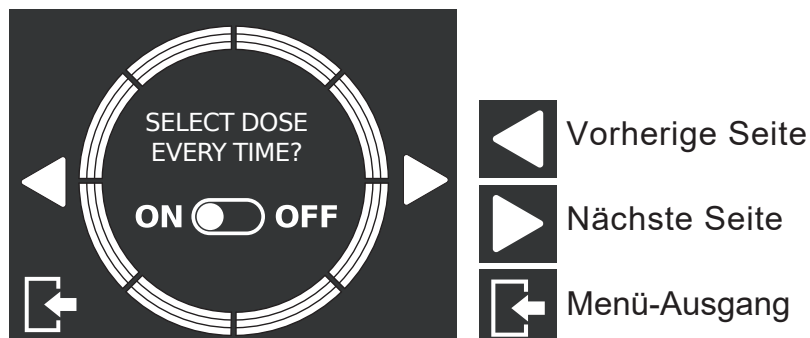 SELECT DOSE
EVERY TIME?
ON OFF
Vorherige Seite
Nächste Seite
Menü-Ausgang